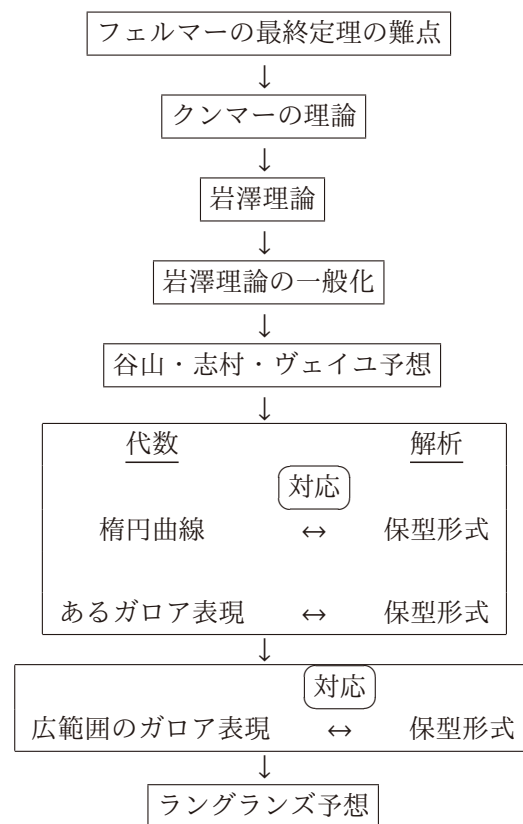 フェルマーの最終定理の難点
↓
クンマーの理論
↓
岩澤理論
↓
岩澤理論の一般化
↓
谷山・志村・ヴェイユ予想
↓
代数 解析
対応
楕円曲線 ↔ 保型形式
あるガロア表現 ↔ 保型形式
↓
対応
広範囲のガロア表現 ↔ 保型形式
↓
ラングランズ予想